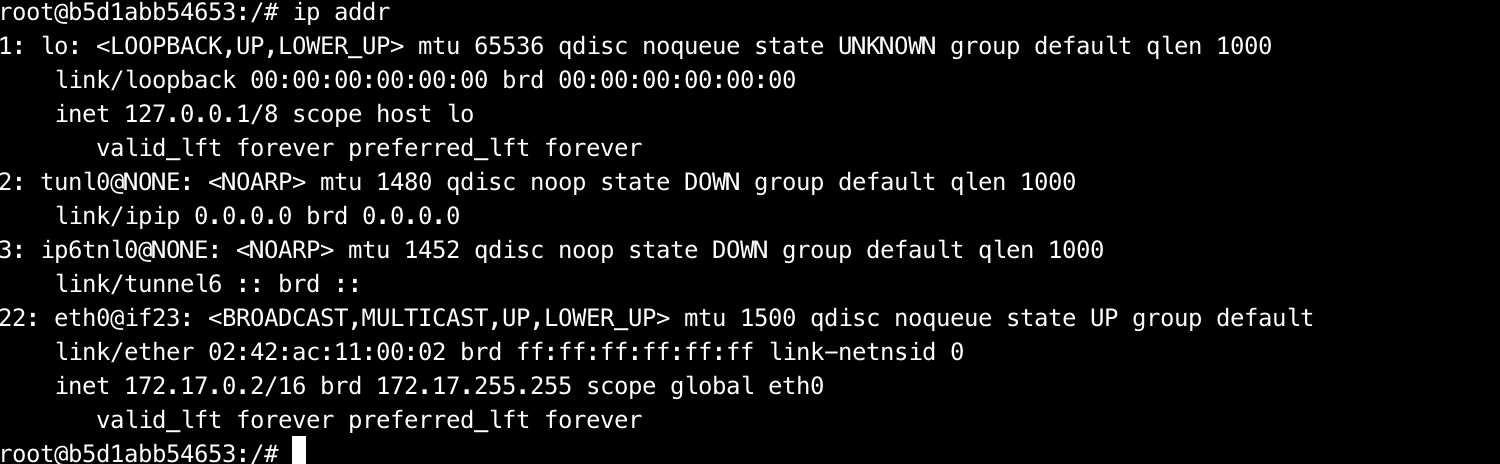 root@b5d1abb54653:/# ip addr
1: lo: <LOOPBACK,UP,LOWER_UP> mtu 65536 qdisc noqueue state UNKNOWN group default qlen 1000
    link/loopback 00:00:00:00:00:00 brd 00:00:00:00:00:00
    inet 127.0.0.1/8 scope host lo
       valid_lft forever preferred_lft forever
2: tunl0@NONE: <NOARP> mtu 1480 qdisc noop state DOWN group default qlen 1000
    link/ipip 0.0.0.0 brd 0.0.0.0
3: ip6tnl0@NONE: <NOARP> mtu 1452 qdisc noop state DOWN group default qlen 1000
    link/tunnel6 :: brd ::
22: eth0@if23: <BROADCAST,MULTICAST,UP,LOWER_UP> mtu 1500 qdisc noqueue state UP group default
    link/ether 02:42:ac:11:00:02 brd ff:ff:ff:ff:ff:ff link-netnsid 0
    inet 172.17.0.2/16 brd 172.17.255.255 scope global eth0
       valid_lft forever preferred_lft forever
root@b5d1abb54653:/#